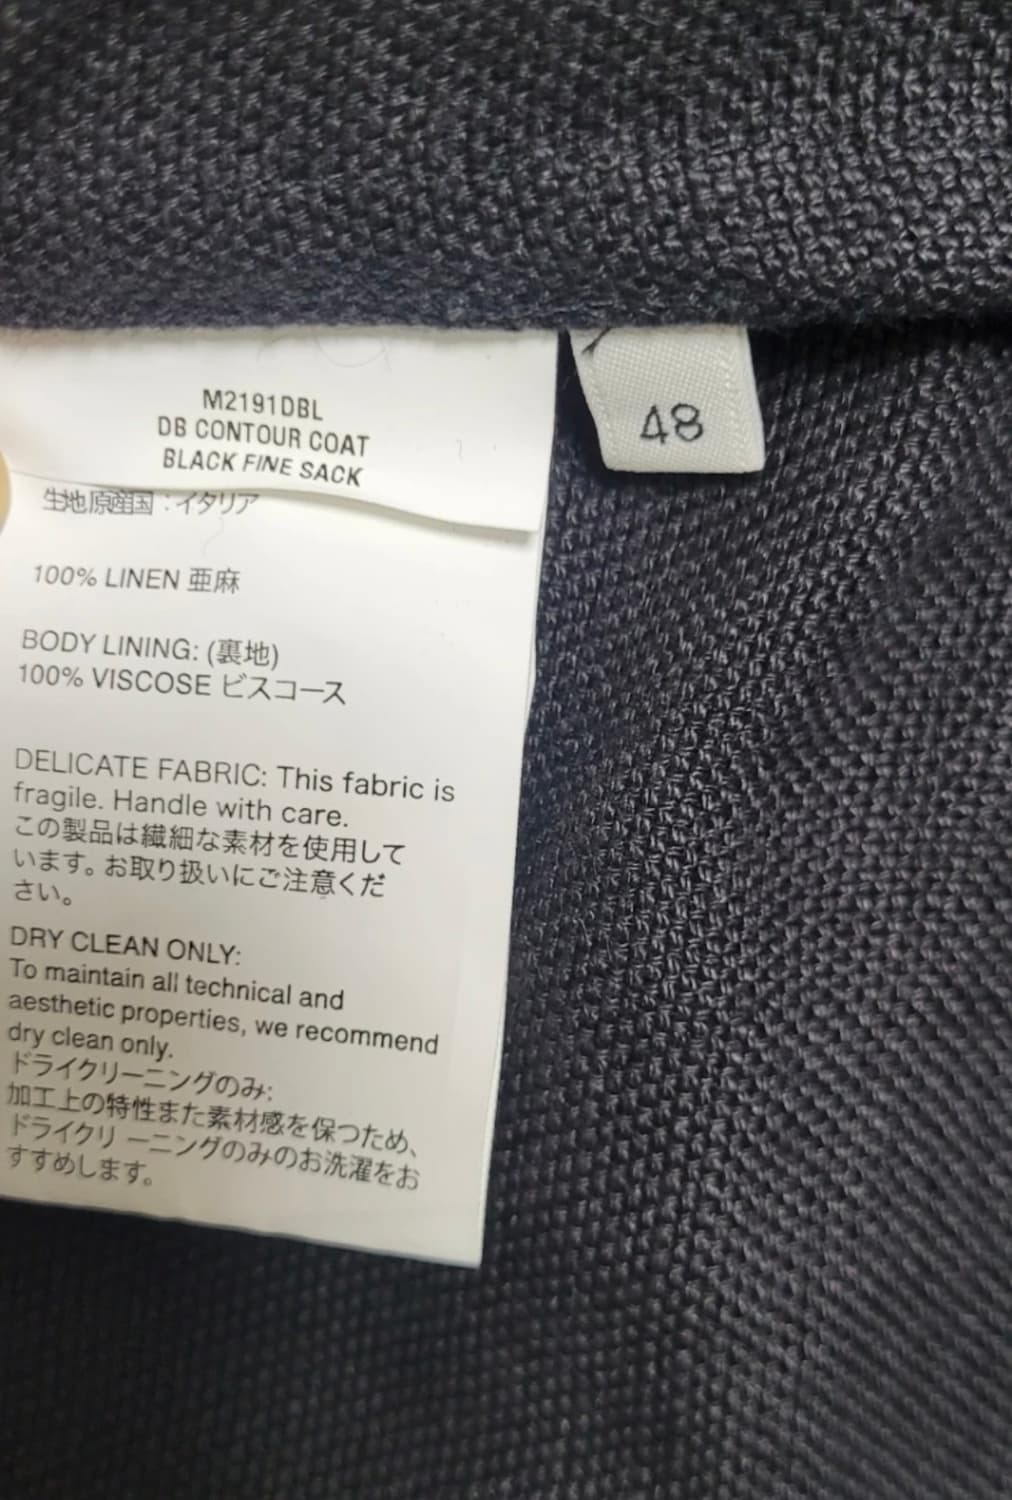 M2191DBL
DB CONTOUR COAT
BLACK FINE SACK
48
生地原産国：イタリア
100% LINEN 亜麻
BODY LINING: (裏地)
100% VISCOSE ビスコース
DELICATE FABRIC: This fabric is
fragile. Handle with care.
この製品は繊細な素材を使用して
います。お取り扱いにご注意くだ
さい。
DRY CLEAN ONLY:
To maintain all technical and
aesthetic properties, we recommend
dry clean only.
ドライクリーニングのみ:
加工上の特性また素材感を保つため、
ドライクリーニングのみのお洗濯をお
すすめします。